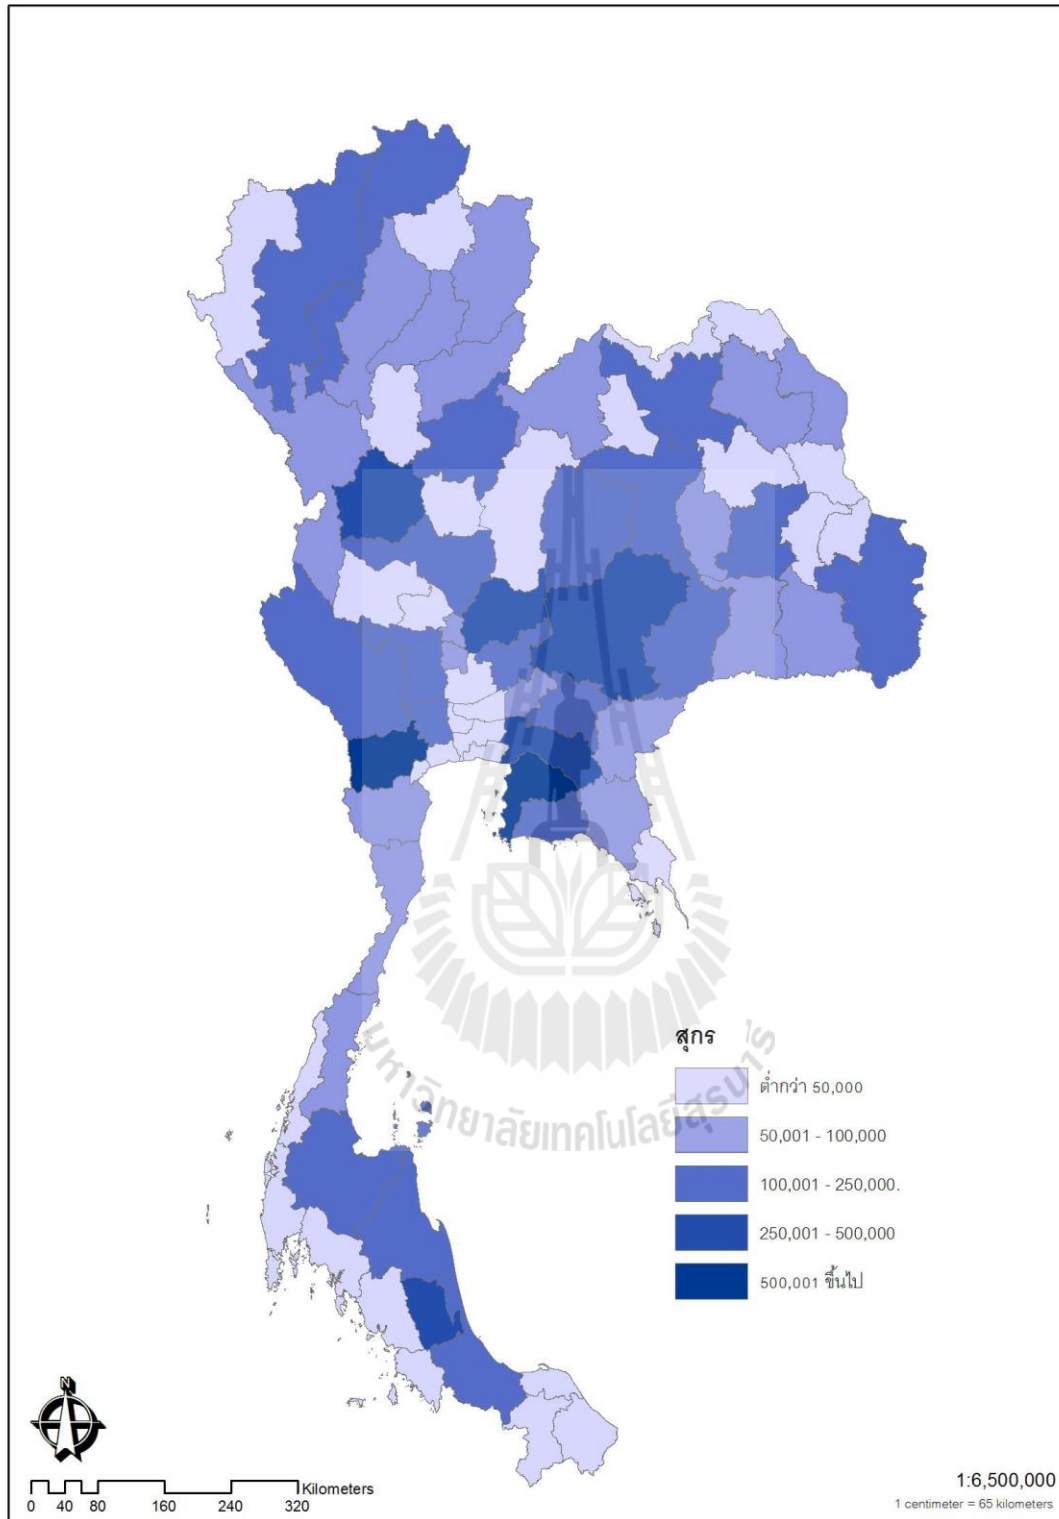 สุกร
ต่ำกว่า 50,000
50,001 - 100,000
100,001 - 250,000.
250,001 - 500,000
500,001 ขึ้นไป
มหาวิทยาลัยเทคโนโลยีสุรนารี
N
Kilometers
0 40 80 160 240 320
1:6,500,000
1 centimeter = 65 kilometers